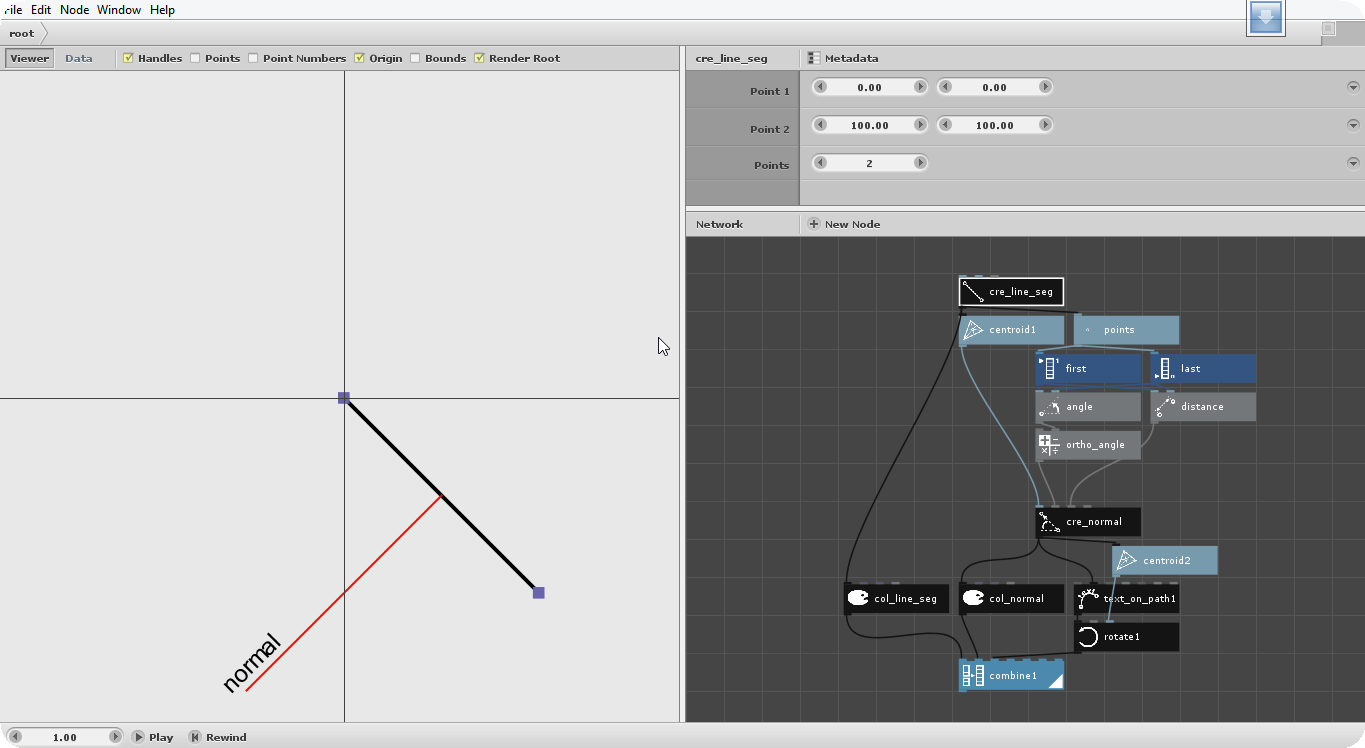 File Edit Node Window Help
root
Viewer Data Handles Points Point Numbers Origin Bounds Render Root
cre_line_seg Metadata
Point 1 0.00 0.00
Point 2 100.00 100.00
Points 2
Network New Node
cre_line_seg
centroid1 points
first last
angle distance
ortho_angle
cre_normal
centroid2
col_line_seg col_normal text_on_path1
rotate1
combine1
normal
1.00 Play Rewind